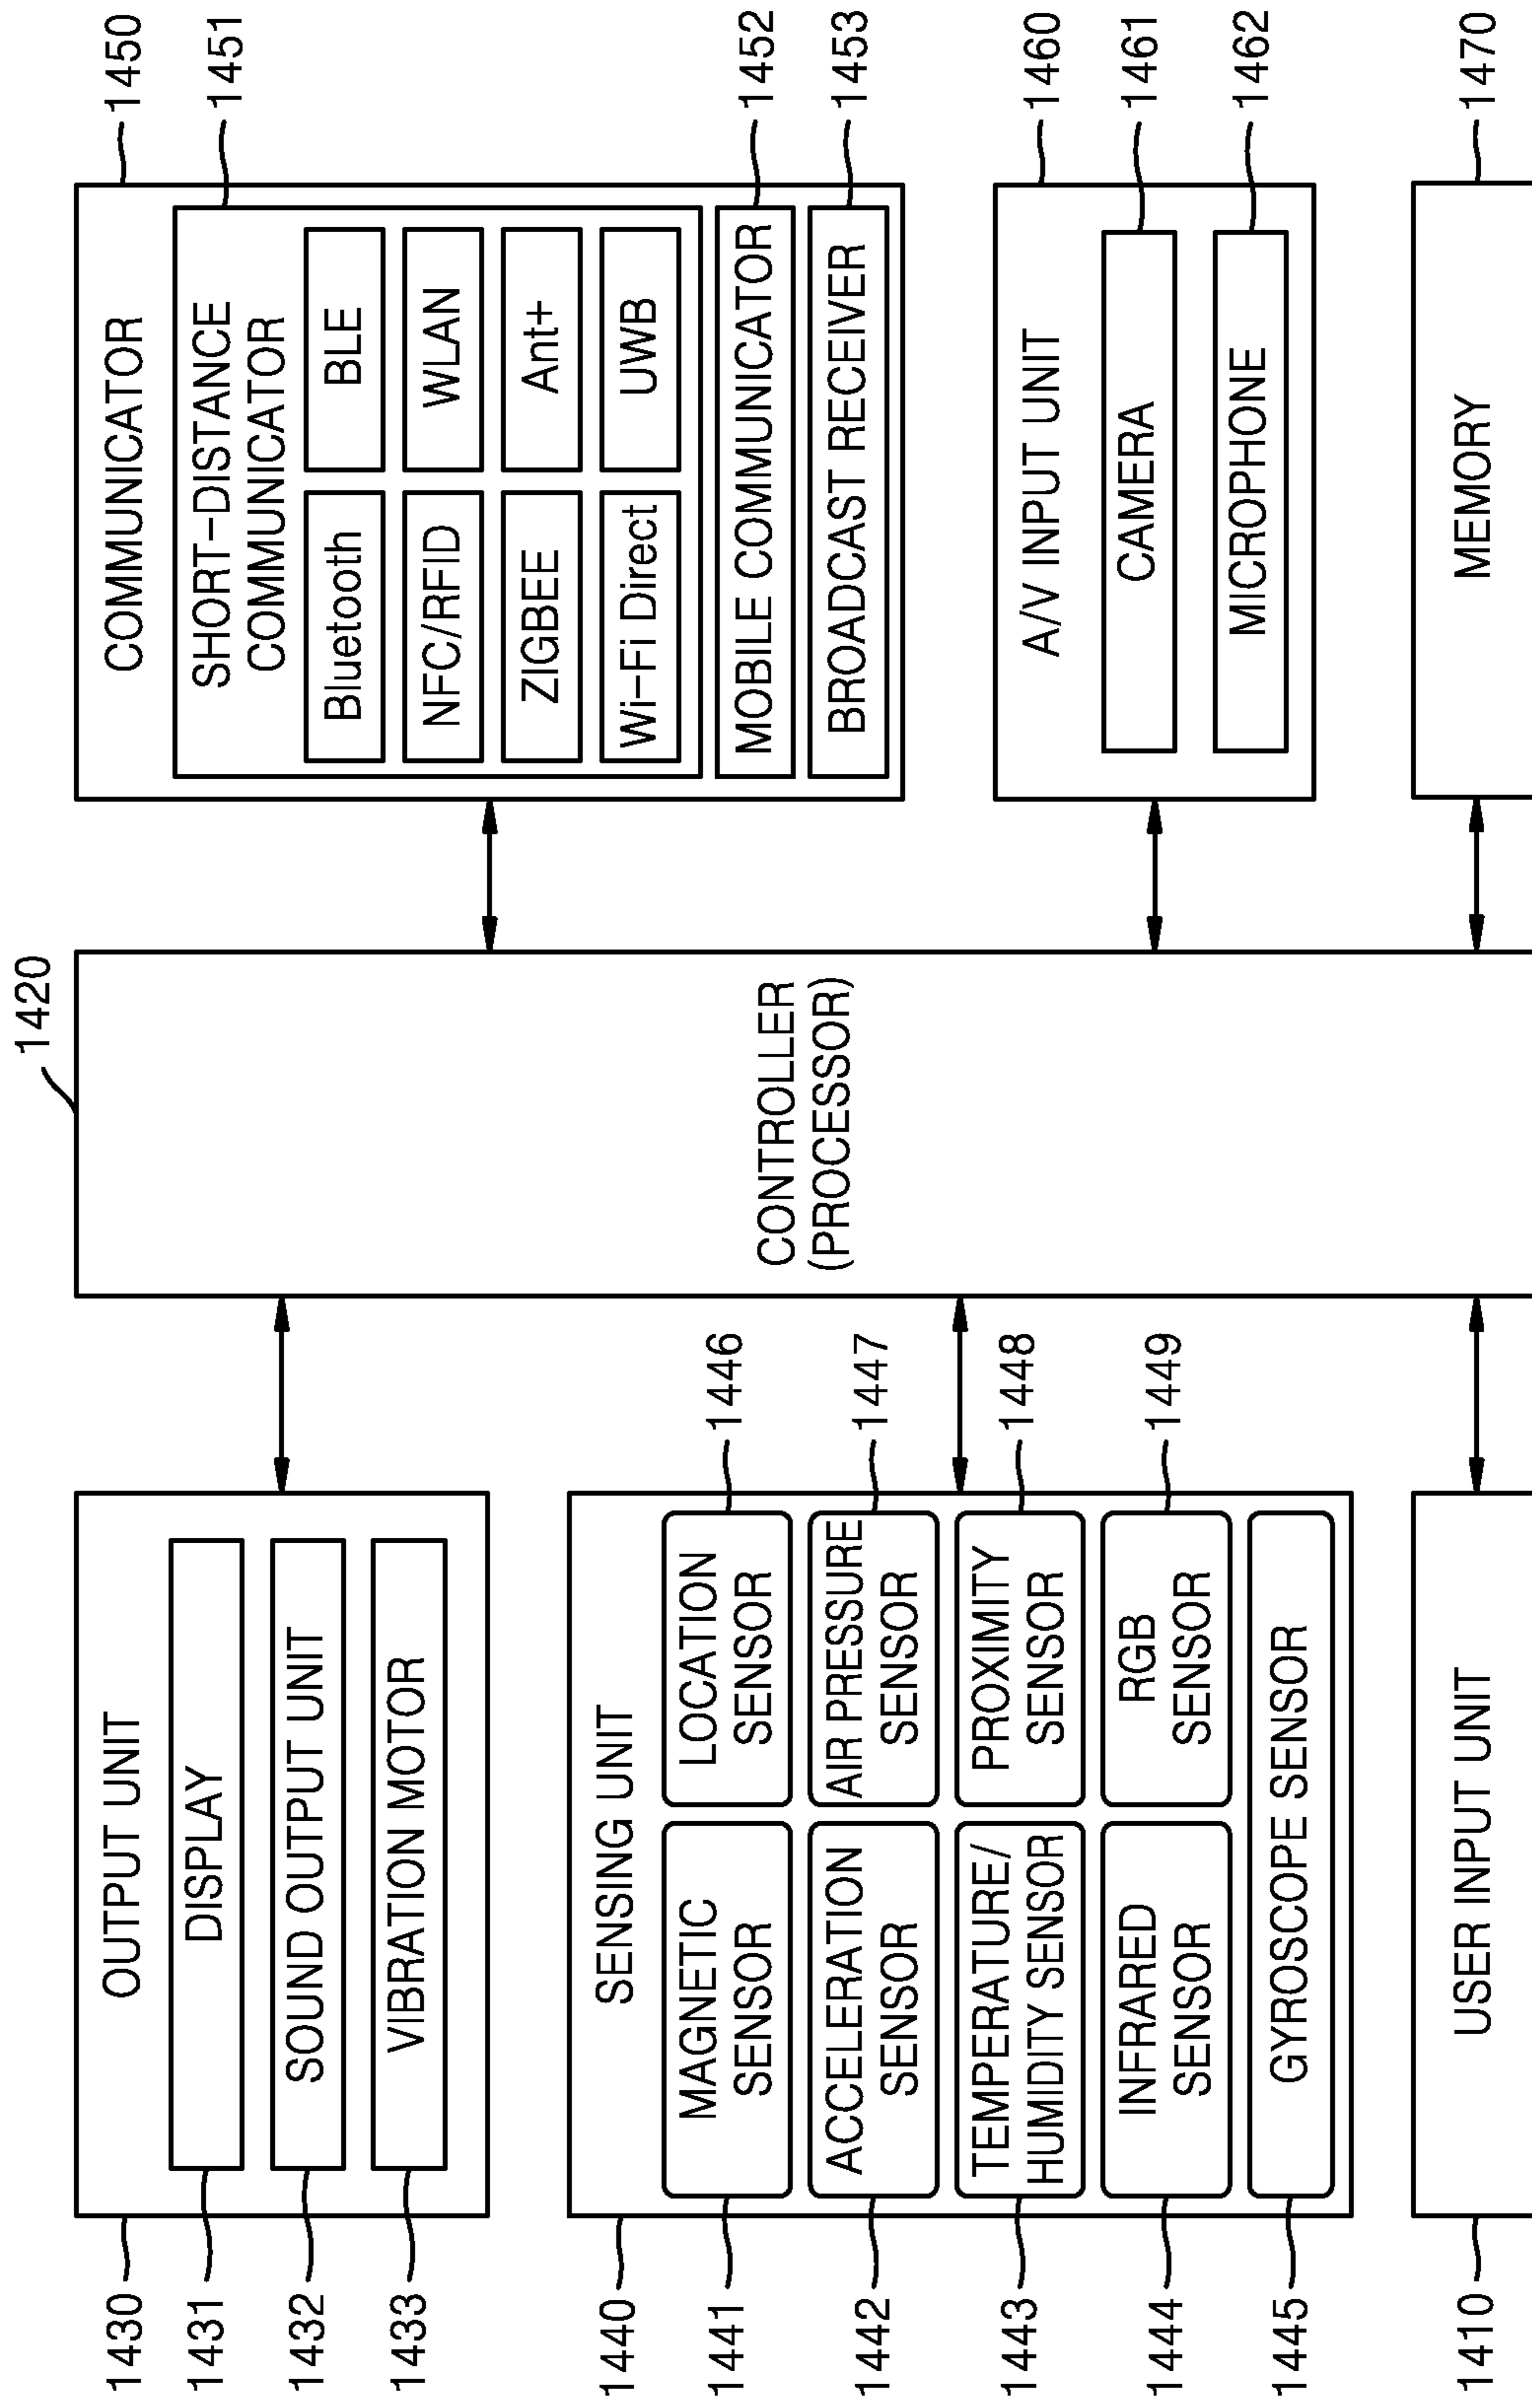 1420
1430
OUTPUT UNIT
1431
DISPLAY
1432
SOUND OUTPUT UNIT
1433
VIBRATION MOTOR
1440
SENSING UNIT
1441
MAGNETIC
SENSOR
LOCATION
SENSOR
1446
1442
ACCELERATION
SENSOR
AIR PRESSURE
SENSOR
1447
1443
TEMPERATURE/
HUMIDITY SENSOR
PROXIMITY
SENSOR
1448
1444
INFRARED
SENSOR
RGB
SENSOR
1449
1445
GYROSCOPE SENSOR
1410
USER INPUT UNIT
CONTROLLER
(PROCESSOR)
COMMUNICATOR
1450
SHORT-DISTANCE
COMMUNICATOR
1451
Bluetooth
BLE
NFC/RFID
WLAN
ZIGBEE
Ant+
Wi-Fi Direct
UWB
MOBILE COMMUNICATOR
1452
BROADCAST RECEIVER
1453
A/V INPUT UNIT
1460
CAMERA
1461
MICROPHONE
1462
MEMORY
1470